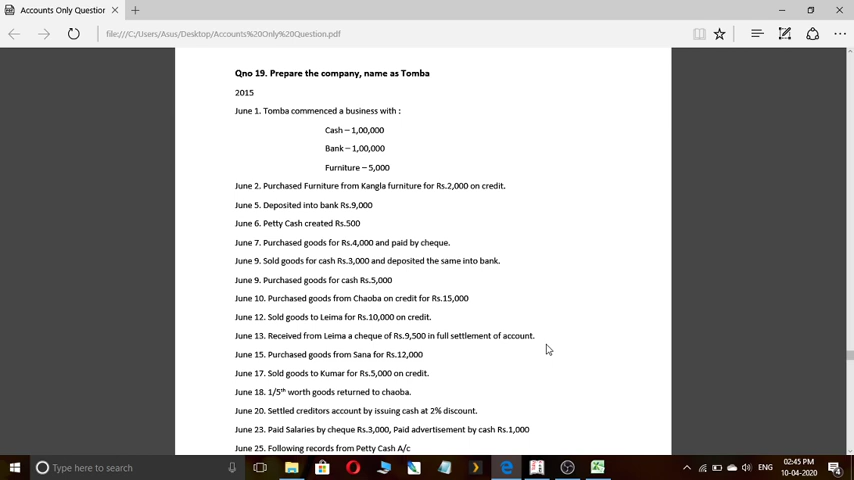 Accounts Only Question
file:///C:/Users/Asus/Desktop/Accounts%20Only%20Question.pdf
Qno 19. Prepare the company, name as Tomba
2015
June 1. Tomba commenced a business with :
Cash – 1,00,000
Bank – 1,00,000
Furniture – 5,000
June 2. Purchased Furniture from Kangla furniture for Rs.2,000 on credit.
June 5. Deposited into bank Rs.9,000
June 6. Petty Cash created Rs.500
June 7. Purchased goods for Rs.4,000 and paid by cheque.
June 9. Sold goods for cash Rs.3,000 and deposited the same into bank.
June 9. Purchased goods for cash Rs.5,000
June 10. Purchased goods from Chaoba on credit for Rs.15,000
June 12. Sold goods to Leima for Rs.10,000 on credit.
June 13. Received from Leima a cheque of Rs.9,500 in full settlement of account.
June 15. Purchased goods from Sana for Rs.12,000
June 17. Sold goods to Kumar for Rs.5,000 on credit.
June 18. 1/5th worth goods returned to chaoba.
June 20. Settled creditors account by issuing cash at 2% discount.
June 23. Paid Salaries by cheque Rs.3,000, Paid advertisement by cash Rs.1,000
June 25. Following records from Petty Cash A/c
Type here to search
ENG
02:45 PM
10-04-2020
4